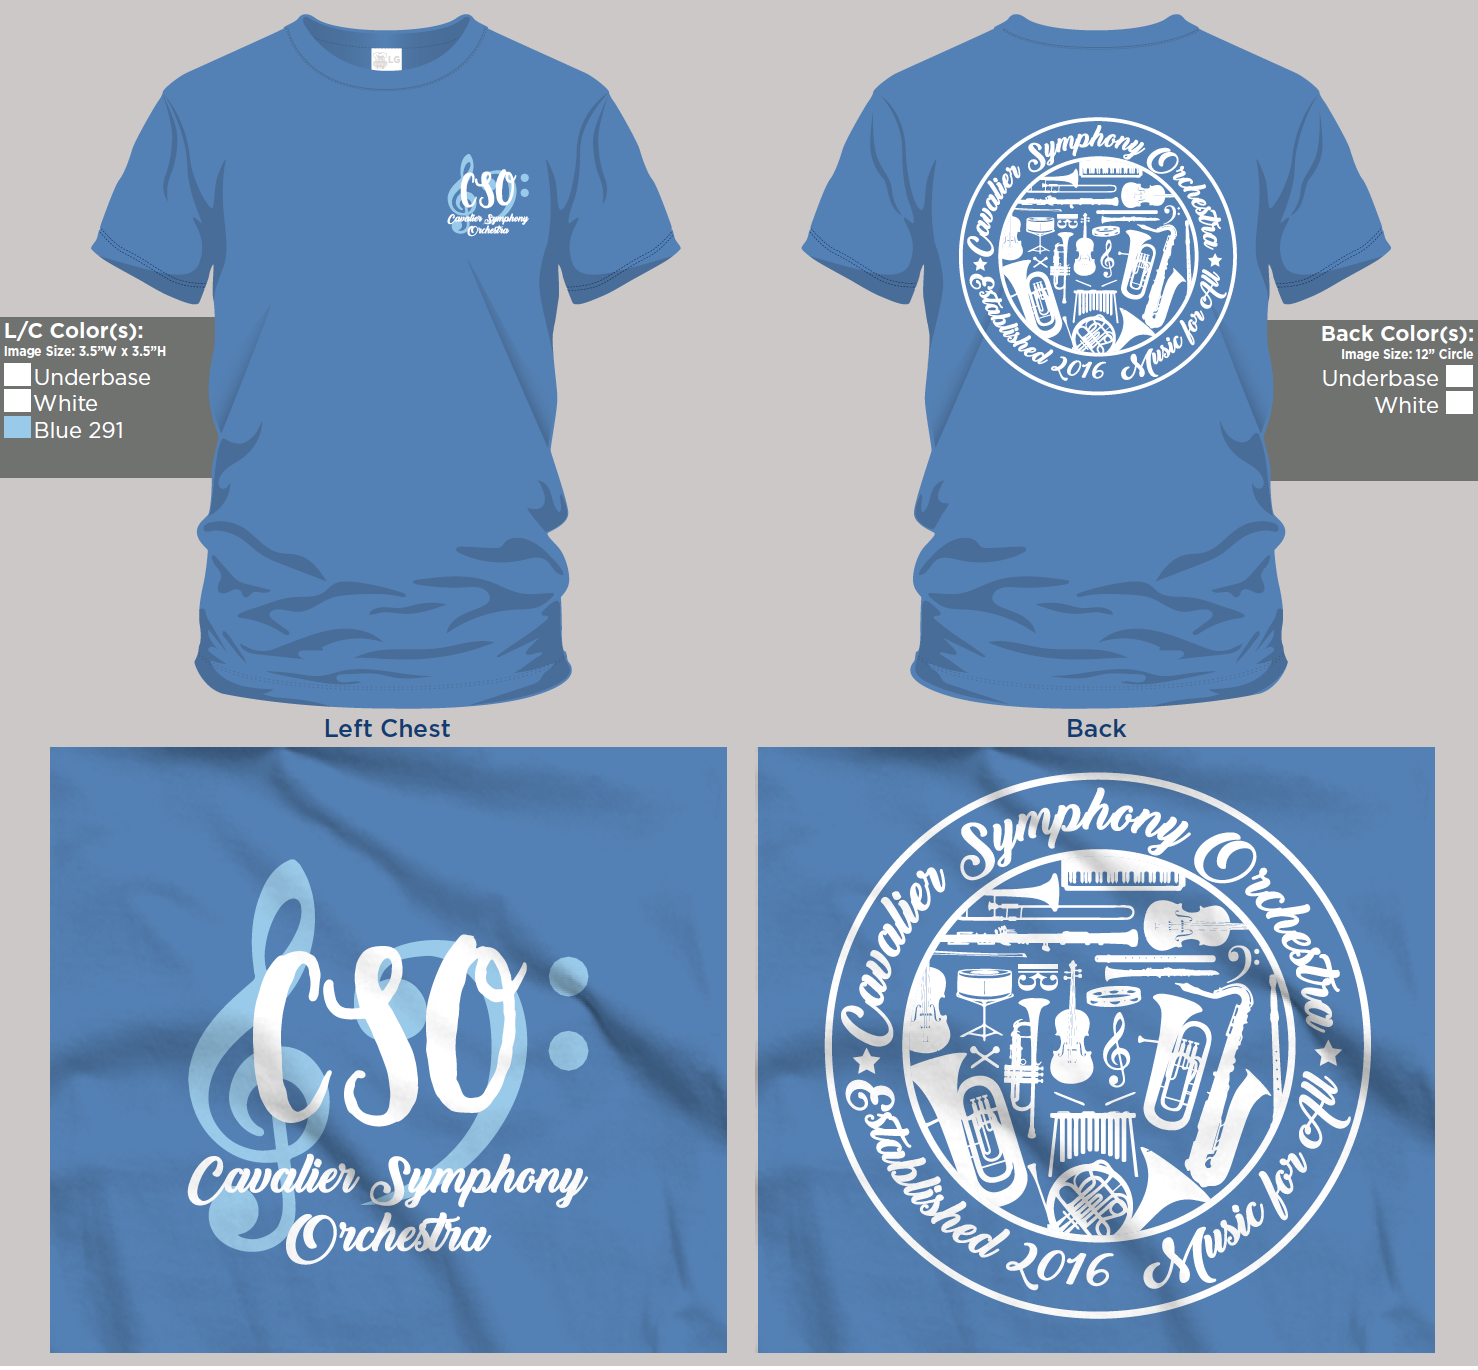 LG
CSO
Cavalier Symphony
Orchestra
Cavalier Symphony Orchestra
Established 2016 Music for All
L/C Color(s):
Image Size: 3.5”W x 3.5”H
Underbase
White
Blue 291
Back Color(s):
Image Size: 12” Circle
Underbase
White
Left Chest
Back
CSO
Cavalier Symphony
Orchestra
Cavalier Symphony Orchestra
Established 2016 Music for All